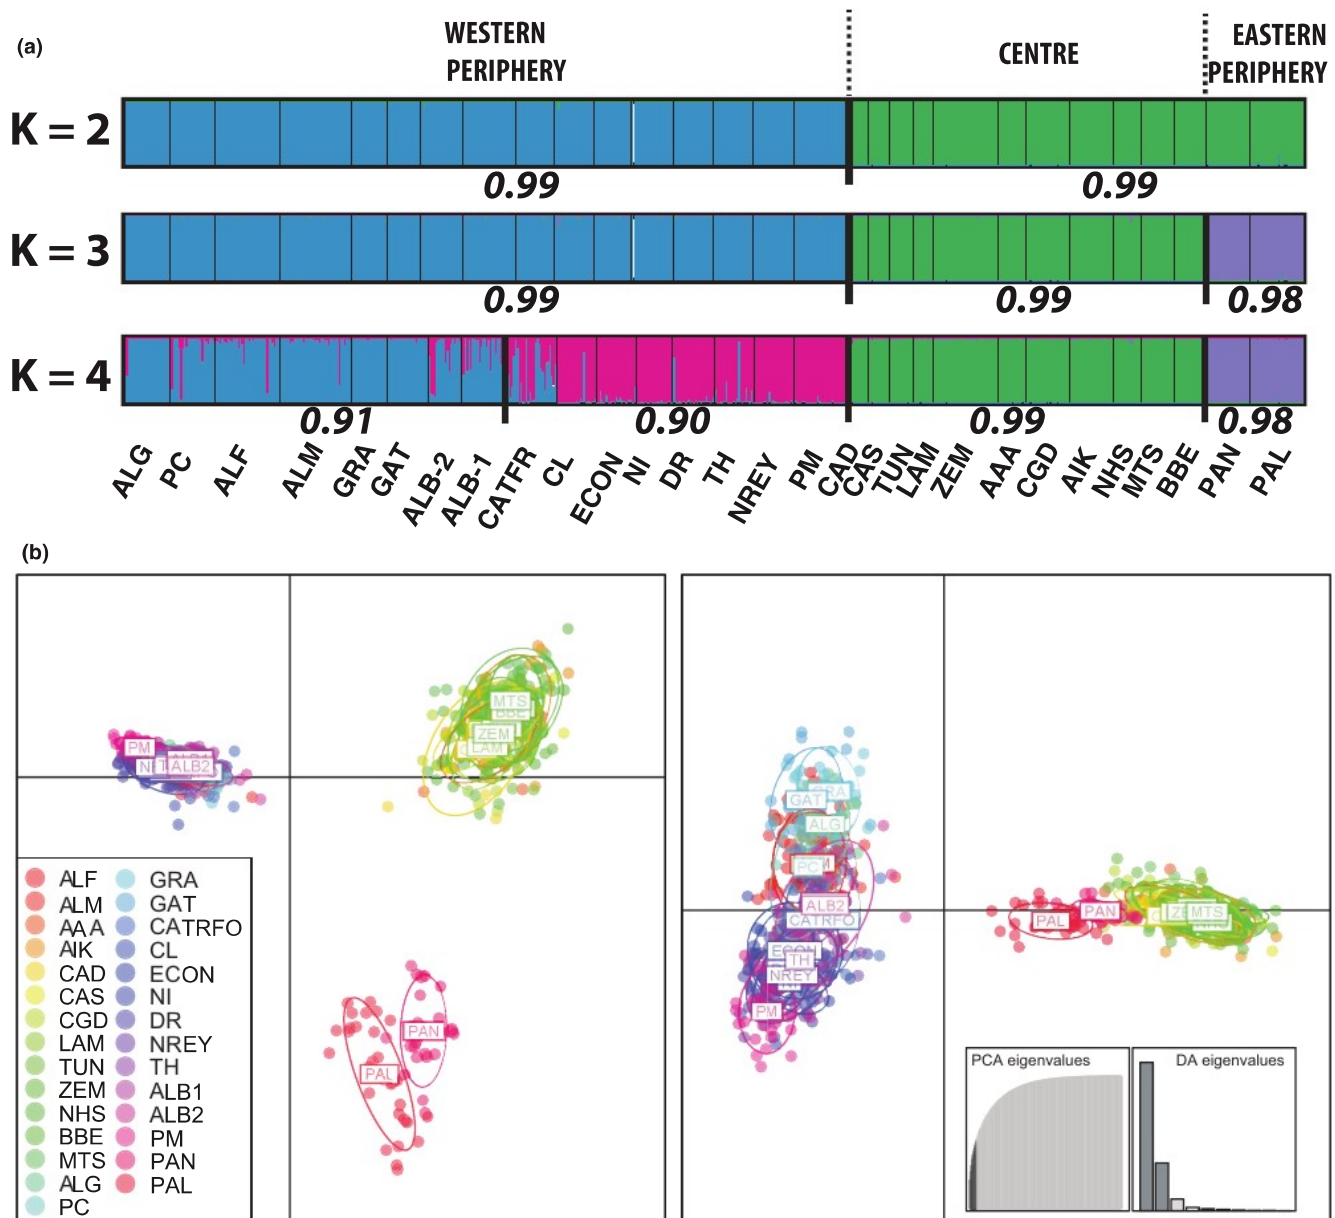 (a)
WESTERN
PERIPHERY
CENTRE
EASTERN
PERIPHERY
K = 2
0.99
0.99
K = 3
0.99
0.99
0.98
K = 4
0.91
0.90
0.99
0.98
ALG PC ALF ALM GRA GAT ALB-2 ALB-1 CATFR CL ECON NI DR TH NREY PM CAD CAS TUN LAM ZEM AAA CGD AIK NHS MTS BBE PAN PAL
(b)
MTS
BBE
ZEM
LAM
PM
ALB2
PAN
PAL
ALF GRA
ALM GAT
AAA CATRFO
AIK CL
CAD ECON
CAS NI
CGD DR
LAM NREY
TUN TH
ZEM ALB1
NHS ALB2
BBE PM
MTS PAN
ALG PAL
PC
GRA
GAT
ALG
PC
ALB2
CATRFO
ECON
TH
NREY
PM
PAL
PAN
MTS
PCA eigenvalues
DA eigenvalues